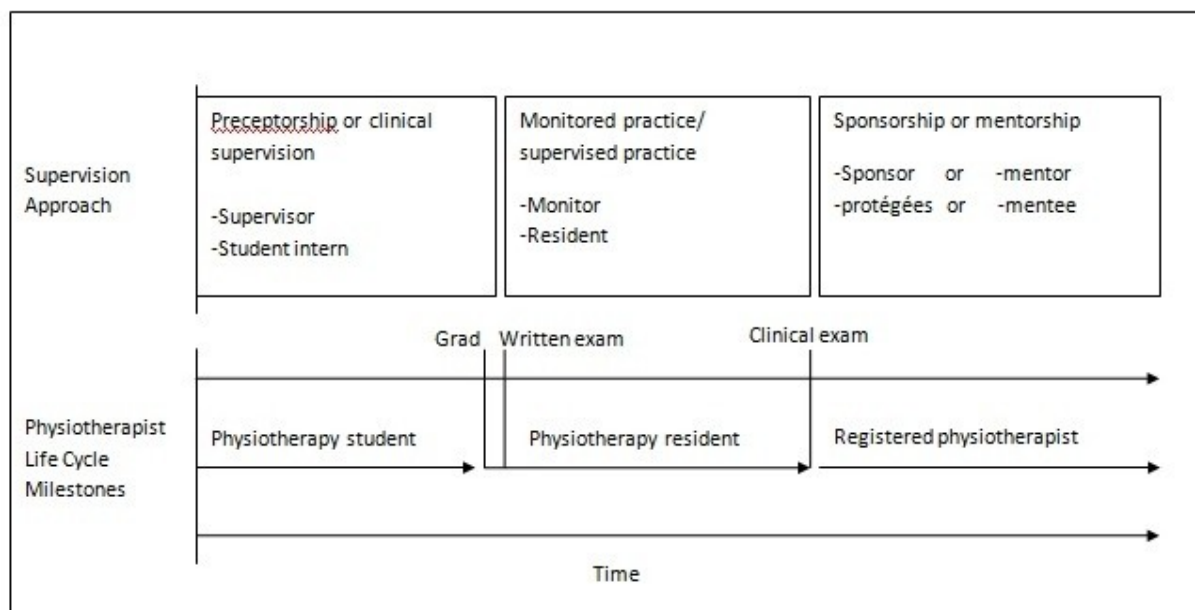 Supervision
Approach
Preceptorship or clinical
supervision
-Supervisor
-Student intern
Monitored practice/
supervised practice
-Monitor
-Resident
Sponsorship or mentorship
-Sponsor or -mentor
-protégées or -mentee
Grad Written exam Clinical exam
Physiotherapist
Life Cycle
Milestones
Physiotherapy student Physiotherapy resident Registered physiotherapist
Time